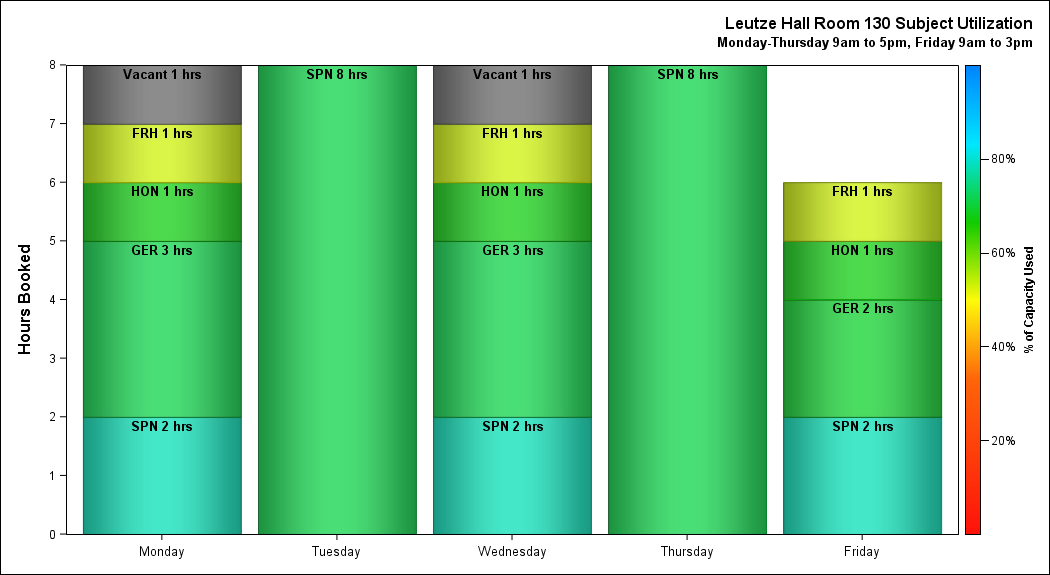 Leutze Hall Room 130 Subject Utilization
Monday-Thursday 9am to 5pm, Friday 9am to 3pm
Hours Booked
8
7
6
5
4
3
2
1
0
Vacant 1 hrs
FRH 1 hrs
HON 1 hrs
GER 3 hrs
SPN 2 hrs
SPN 8 hrs
Vacant 1 hrs
FRH 1 hrs
HON 1 hrs
GER 3 hrs
SPN 2 hrs
SPN 8 hrs
FRH 1 hrs
HON 1 hrs
GER 2 hrs
SPN 2 hrs
Monday
Tuesday
Wednesday
Thursday
Friday
80%
60%
40%
20%
% of Capacity Used